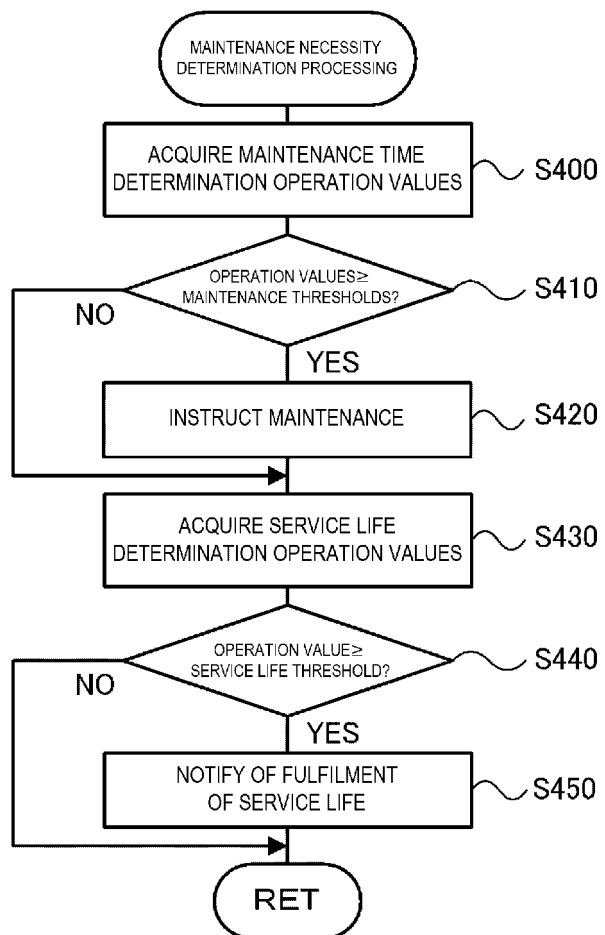 MAINTENANCE NECESSITY
DETERMINATION PROCESSING
ACQUIRE MAINTENANCE TIME
DETERMINATION OPERATION VALUES
S400
OPERATION VALUES≥
MAINTENANCE THRESHOLDS?
S410
NO
YES
INSTRUCT MAINTENANCE
S420
ACQUIRE SERVICE LIFE
DETERMINATION OPERATION VALUES
S430
OPERATION VALUE≥
SERVICE LIFE THRESHOLD?
S440
NO
YES
NOTIFY OF FULFILMENT
OF SERVICE LIFE
S450
RET